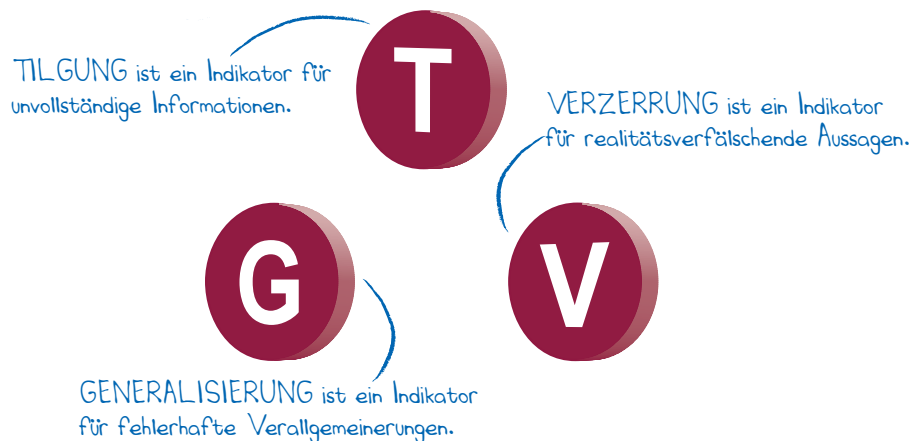 TILGUNG ist ein Indikator für
unvollständige Informationen.
T
VERZERRUNG ist ein Indikator
für realitätsverfälschende Aussagen.
G
V
GENERALISIERUNG ist ein Indikator
für fehlerhafte Verallgemeinerungen.